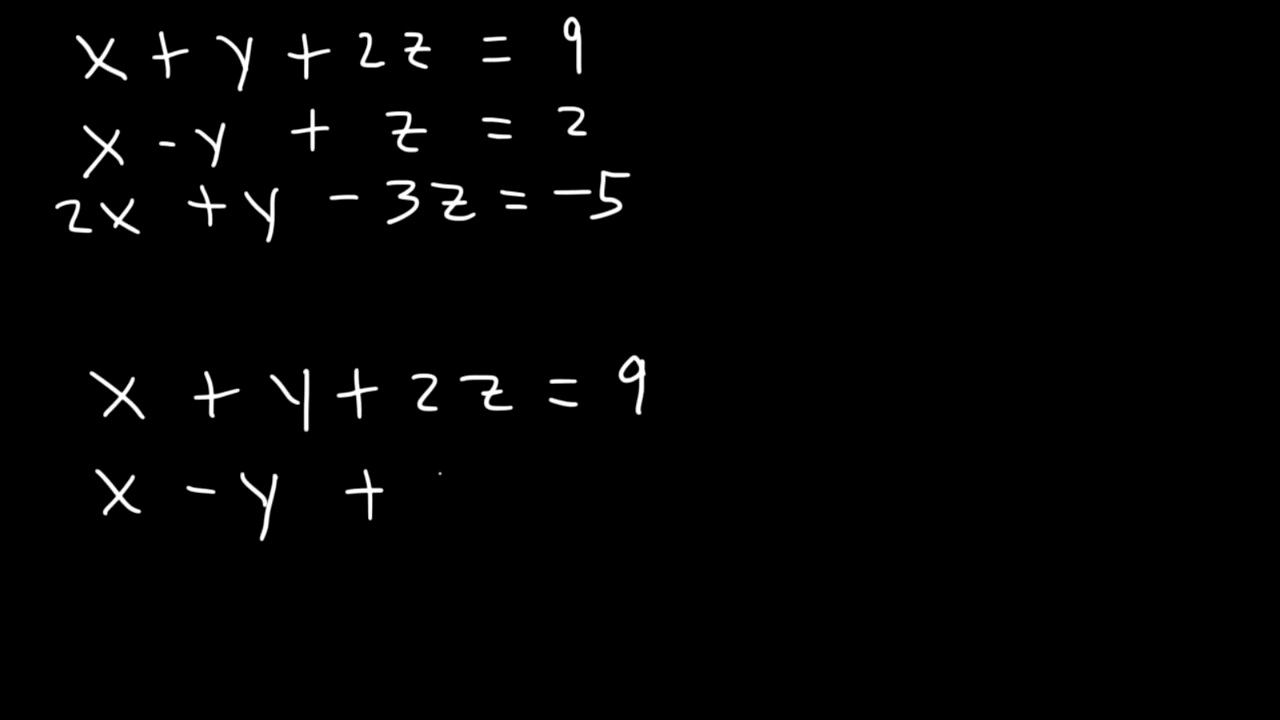 x + y + 2z = 9
x - y + z = 2
2x + y - 3z = -5
x + y + 2z = 9
x - y +